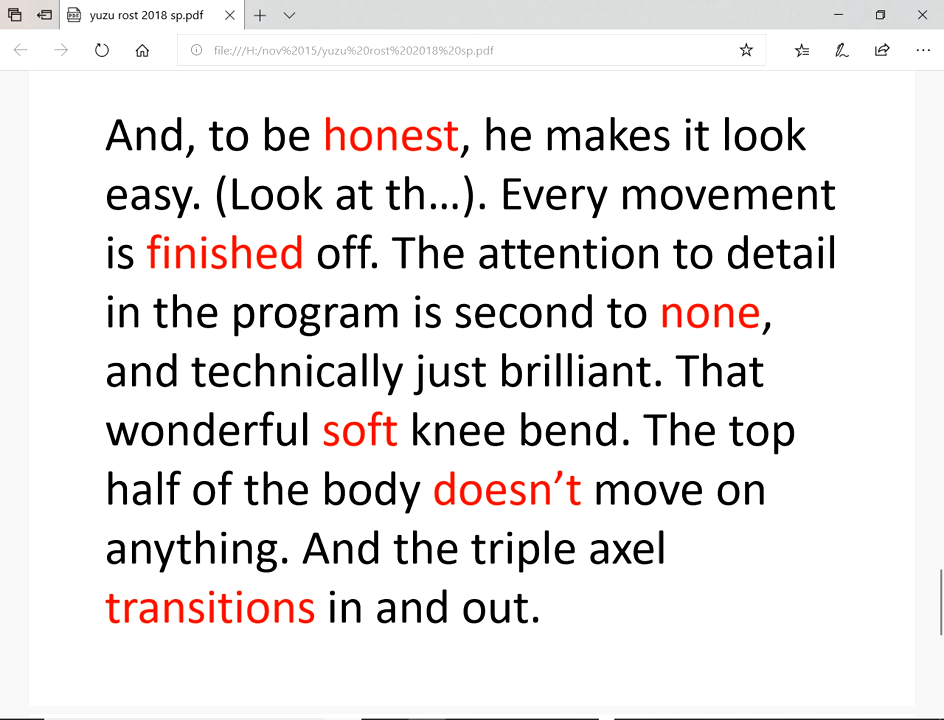 yuzu rost 2018 sp.pdf
file:///H:/nov%2015/yuzu%20rost%202018%20sp.pdf
And, to be honest, he makes it look
easy. (Look at th…). Every movement
is finished off. The attention to detail
in the program is second to none,
and technically just brilliant. That
wonderful soft knee bend. The top
half of the body doesn’t move on
anything. And the triple axel
transitions in and out.